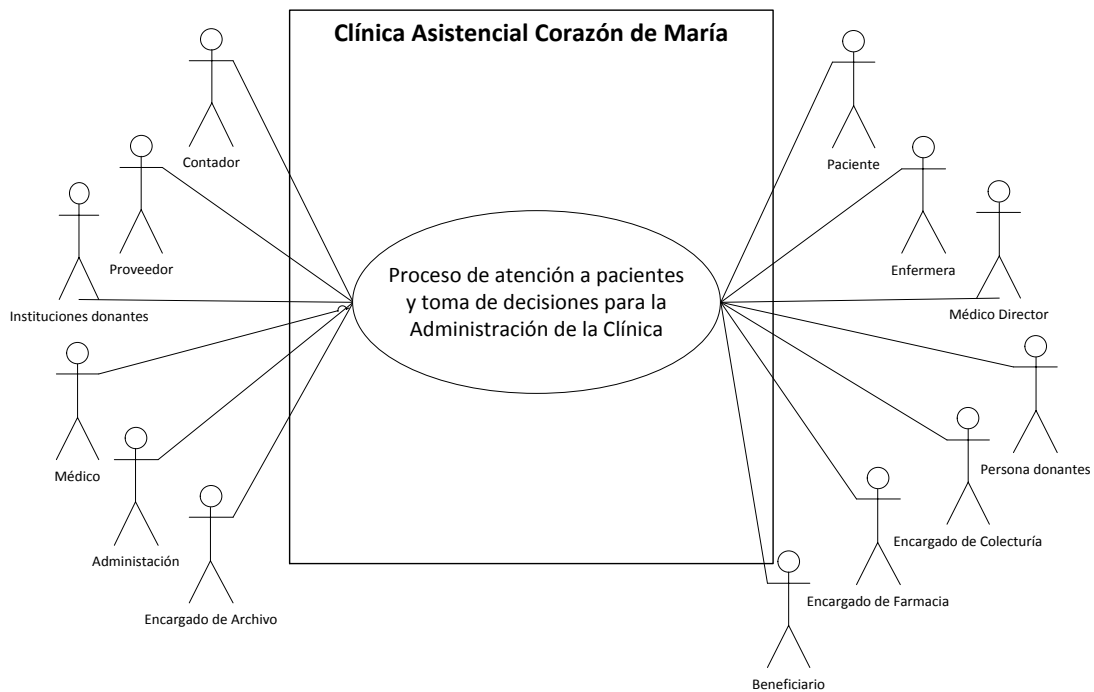 Clínica Asistencial Corazón de María
Contador
Paciente
Proveedor
Enfermera
Instituciones donantes
Médico Director
Proceso de atención a pacientes
y toma de decisiones para la
Administración de la Clínica
Médico
Persona donantes
Administación
Encargado de Colecturía
Encargado de Archivo
Encargado de Farmacia
Beneficiario